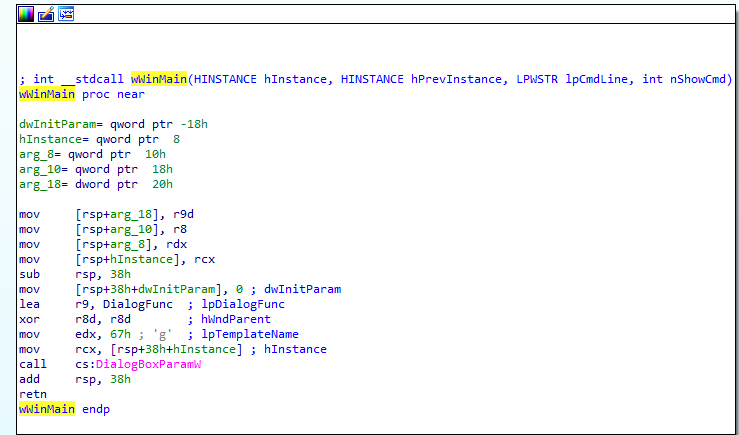 ; int __stdcall wWinMain(HINSTANCE hInstance, HINSTANCE hPrevInstance, LPWSTR lpCmdLine, int nShowCmd)
wWinMain proc near
dwInitParam= qword ptr -18h
hInstance= qword ptr  8
arg_8= qword ptr  10h
arg_10= qword ptr  18h
arg_18= dword ptr  20h
mov     [rsp+arg_18], r9d
mov     [rsp+arg_10], r8
mov     [rsp+arg_8], rdx
mov     [rsp+hInstance], rcx
sub     rsp, 38h
mov     [rsp+38h+dwInitParam], 0 ; dwInitParam
lea     r9, DialogFunc  ; lpDialogFunc
xor     r8d, r8d        ; hWndParent
mov     edx, 67h ; 'g'  ; lpTemplateName
mov     rcx, [rsp+38h+hInstance] ; hInstance
call    cs:DialogBoxParamW
add     rsp, 38h
retn
wWinMain endp